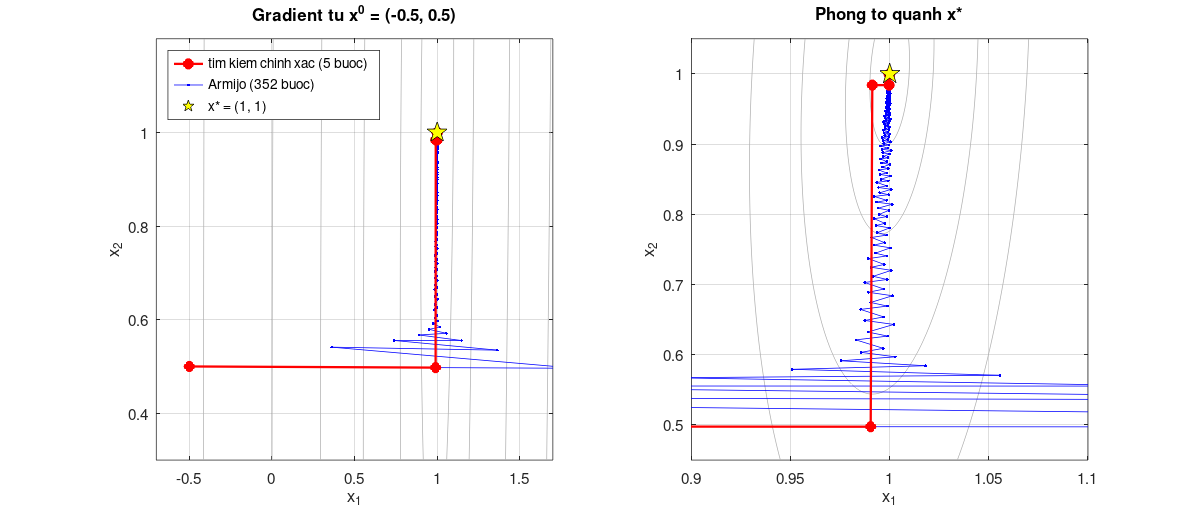 Gradient tu x⁰ = (-0.5, 0.5)
tim kiem chinh xac (5 buoc)
Armijo (352 buoc)
x* = (1, 1)
1
0.8
0.6
0.4
x₂
-0.5
0
0.5
1
1.5
x₁
Phong to quanh x*
1
0.9
0.8
0.7
0.6
0.5
x₂
0.9
0.95
1
1.05
1.1
x₁